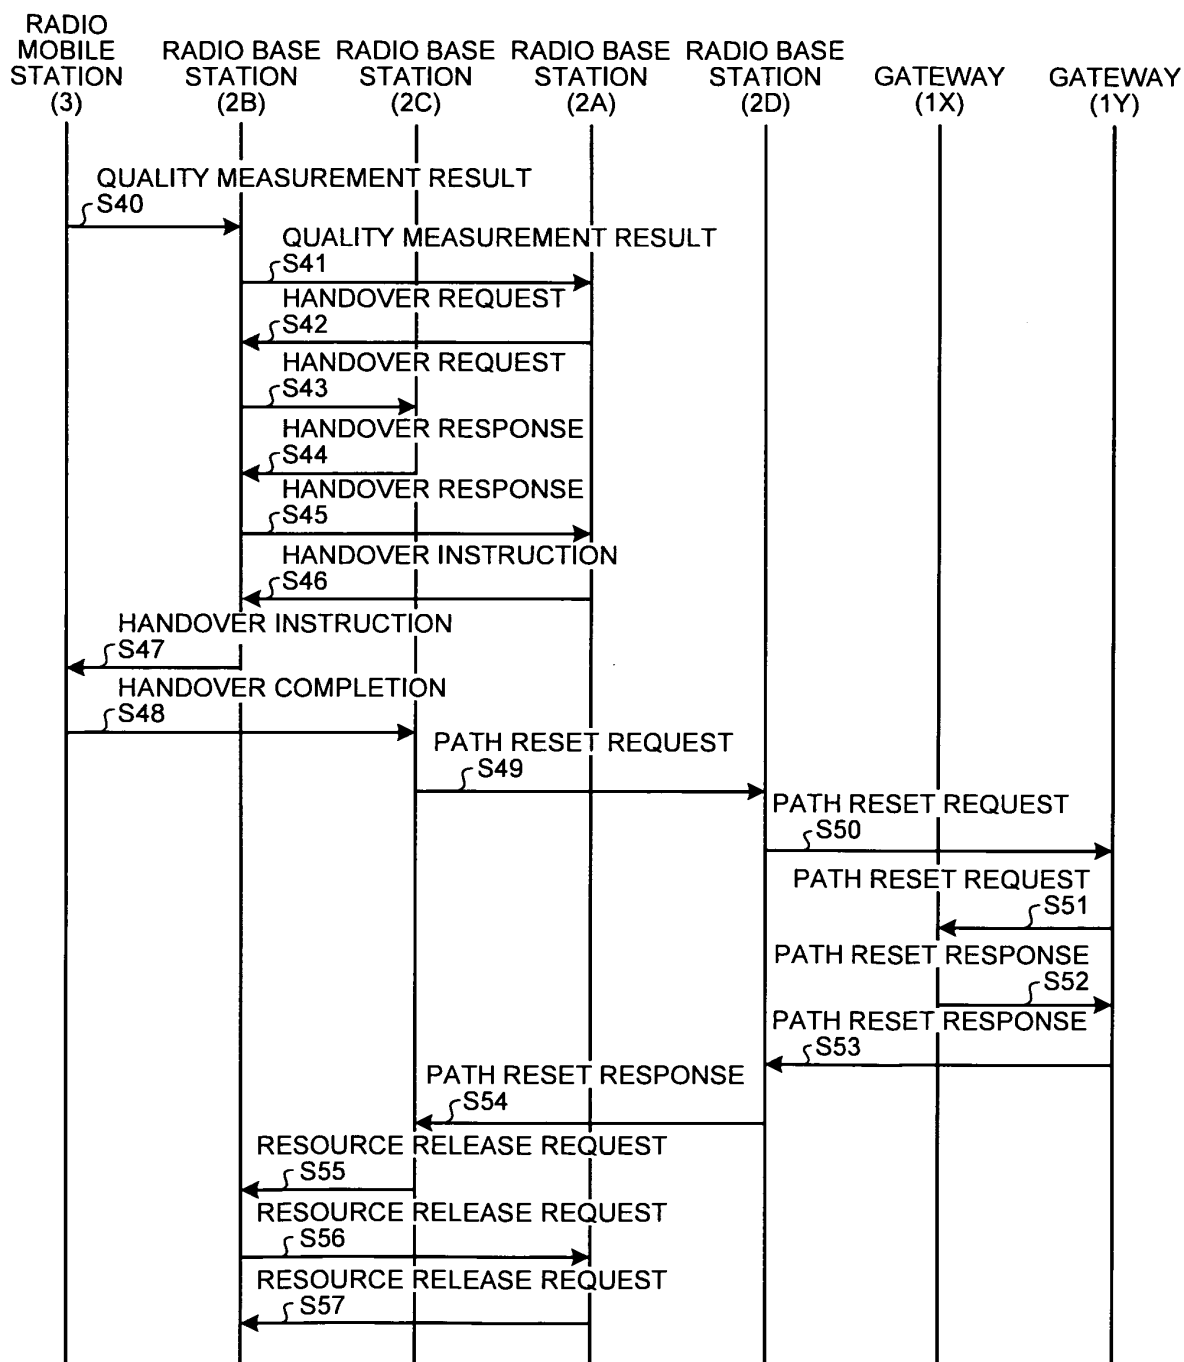 RADIO
MOBILE
STATION
(3)
RADIO BASE
STATION
(2B)
RADIO BASE
STATION
(2C)
RADIO BASE
STATION
(2A)
RADIO BASE
STATION
(2D)
GATEWAY
(1X)
GATEWAY
(1Y)
QUALITY MEASUREMENT RESULT
S40
QUALITY MEASUREMENT RESULT
S41
HANDOVER REQUEST
S42
HANDOVER REQUEST
S43
HANDOVER RESPONSE
S44
HANDOVER RESPONSE
S45
HANDOVER INSTRUCTION
S46
HANDOVER INSTRUCTION
S47
HANDOVER COMPLETION
S48
PATH RESET REQUEST
S49
PATH RESET REQUEST
S50
PATH RESET REQUEST
S51
PATH RESET RESPONSE
S52
PATH RESET RESPONSE
S53
PATH RESET RESPONSE
S54
RESOURCE RELEASE REQUEST
S55
RESOURCE RELEASE REQUEST
S56
RESOURCE RELEASE REQUEST
S57